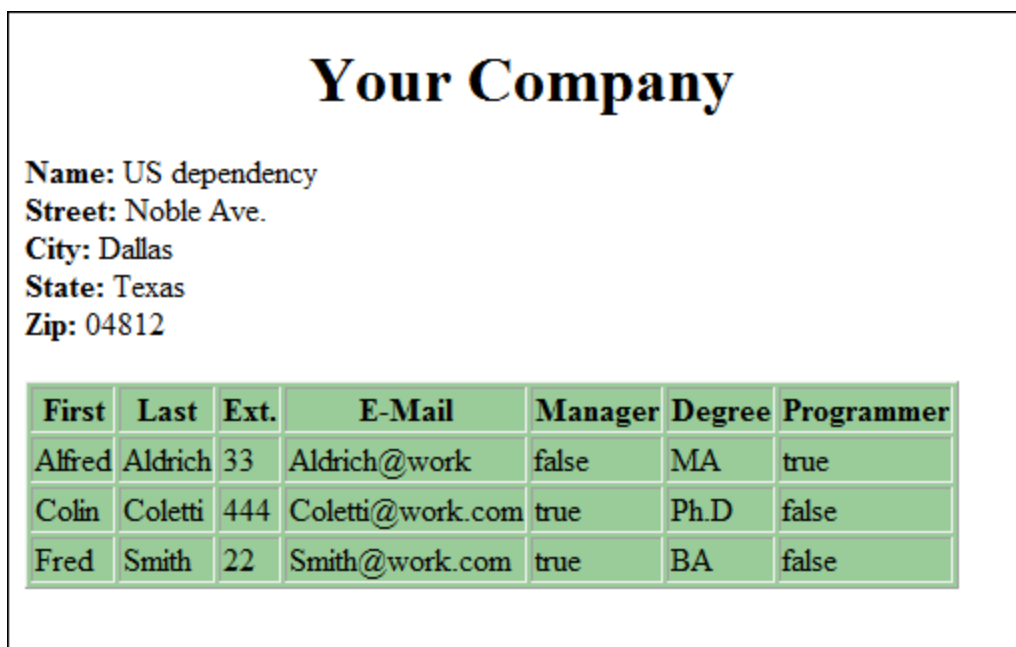 Your Company
Name: US dependency
Street: Noble Ave.
City: Dallas
State: Texas
Zip: 04812
First Last Ext. E-Mail Manager Degree Programmer
Alfred Aldrich 33 Aldrich@work false MA true
Colin Coletti 444 Coletti@work.com true Ph.D false
Fred Smith 22 Smith@work.com true BA false